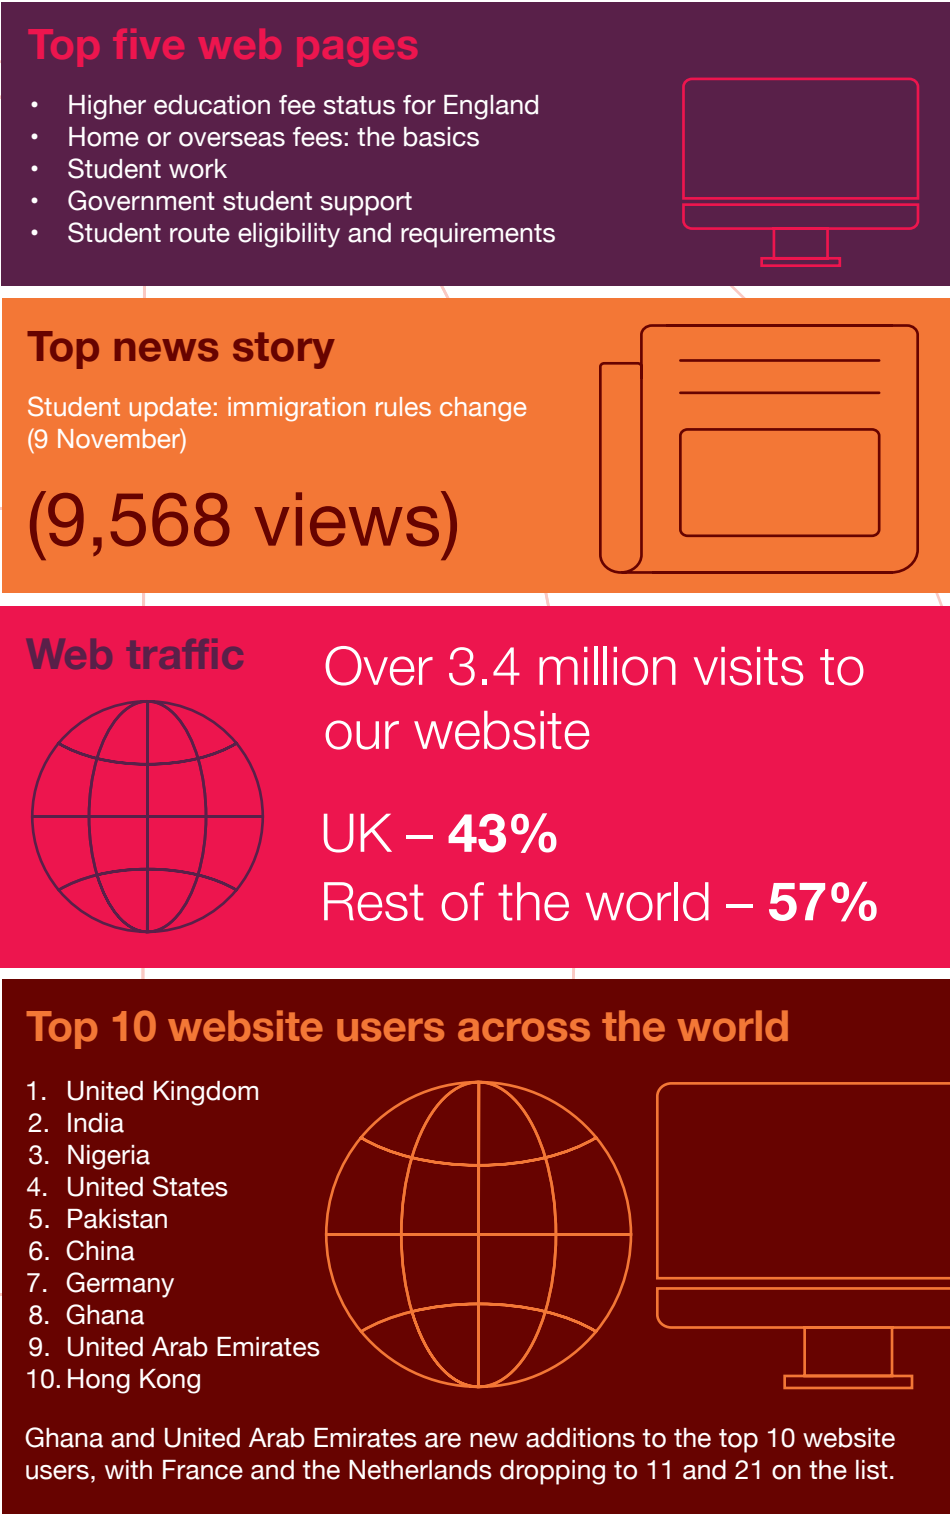 Top five web pages
• Higher education fee status for England
• Home or overseas fees: the basics
• Student work
• Government student support
• Student route eligibility and requirements
Top news story
Student update: immigration rules change
(9 November)
(9,568 views)
Web traffic
Over 3.4 million visits to
our website
UK – 43%
Rest of the world – 57%
Top 10 website users across the world
1. United Kingdom
2. India
3. Nigeria
4. United States
5. Pakistan
6. China
7. Germany
8. Ghana
9. United Arab Emirates
10. Hong Kong
Ghana and United Arab Emirates are new additions to the top 10 website
users, with France and the Netherlands dropping to 11 and 21 on the list.